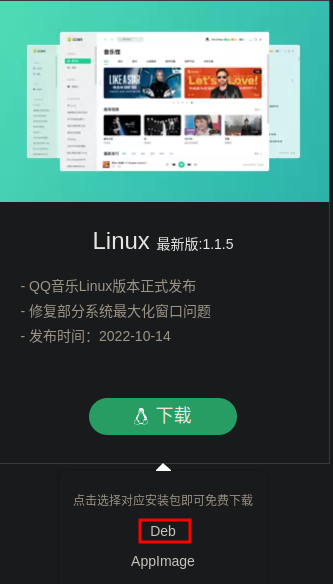 音乐馆
LIKE A STAR
Let's Love!
Linux 最新版:1.1.5
- QQ音乐Linux版本正式发布
- 修复部分系统最大化窗口问题
- 发布时间：2022-10-14
下载
点击选择对应安装包即可免费下载
Deb
AppImage